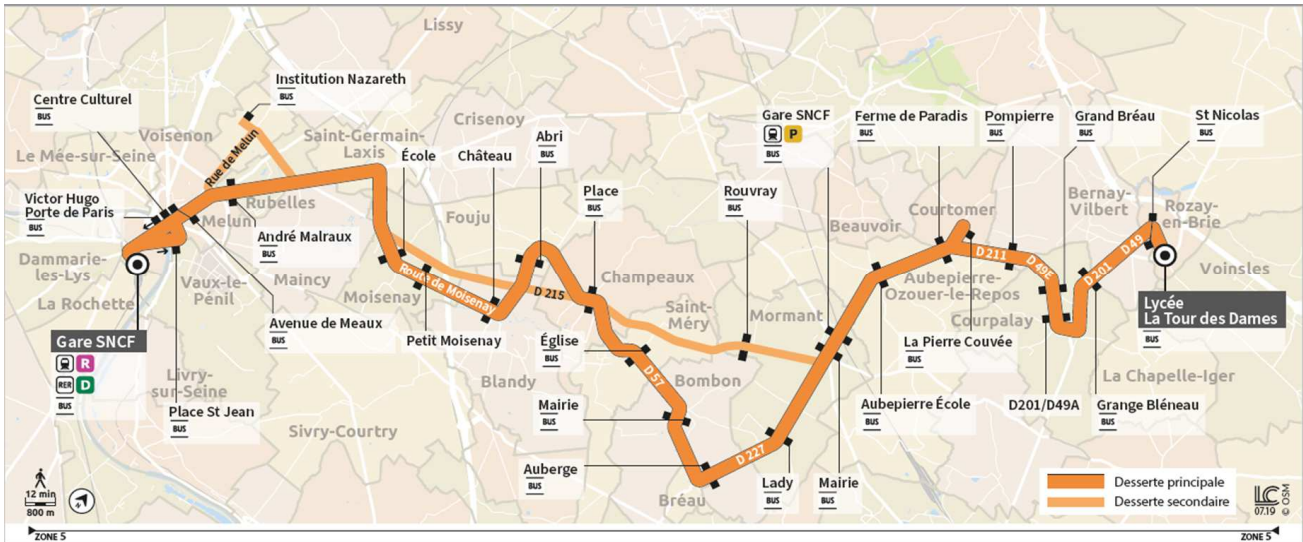 Lissy
Institution Nazareth
BUS
Centre Culturel
BUS
Voisenon
Crisenoy
Gare SNCF
P
BUS
Ferme de Paradis
BUS
Pompierre
BUS
Grand Bréau
BUS
St Nicolas
BUS
Le Mée-sur-Seine
Rue de Melun
Saint-Germain-
Laxis
École
Château
Abri
BUS
Victor Hugo
Porte de Paris
BUS
Melun
Rubelles
Fouju
Place
BUS
Rouvray
BUS
Beauvoir
Courtomer
Bernay-
Vilbert
Rozay-
en-Brie
André Malraux
BUS
Dammarie-
les-Lys
Vaux-le-
Pénil
Maincy
Moisenay
Route de Moisenay
D 215
Champeaux
D 211
D 49E
D 201
D 49
Voinsles
La Rochette
Saint-
Méry
Mormant
Aubepierre-
Ozouer-le-Repos
Courpalay
Lycée
La Tour des Dames
BUS
Avenue de Meaux
BUS
Petit Moisenay
Église
BUS
La Pierre Couvée
BUS
Gare SNCF
R
RER D
BUS
Livry-
sur-Seine
Blandy
D 57
Bombon
La Chapelle-Iger
Place St Jean
BUS
Mairie
BUS
Aubepierre École
BUS
D201/D49A
Grange Bléneau
BUS
Sivry-Courtry
D 227
Auberge
BUS
Bréau
Lady
BUS
Mairie
BUS
Desserte principale
Desserte secondaire
12 min
800 m
LC
07.19
© OSM
ZONE 5
ZONE 5